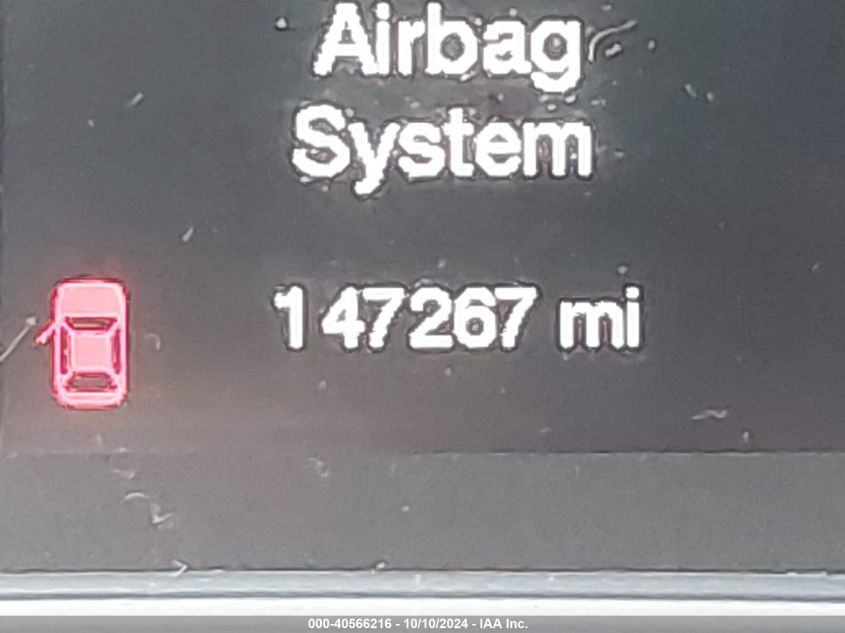 Airbag
System
147267 mi
000-40566216 - 10/10/2024 - IAA Inc.